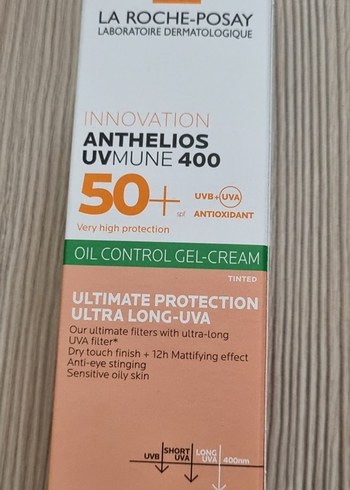 LA ROCHE-POSAY
LABORATOIRE DERMATOLOGIQUE
INNOVATION
ANTHELIOS
UVMUNE 400
50+ spf
UVB+UVA
ANTIOXIDANT
Very high protection
OIL CONTROL GEL-CREAM
TINTED
ULTIMATE PROTECTION
ULTRA LONG-UVA
Our ultimate filters with ultra-long
UVA filter*
Dry touch finish + 12h Mattifying effect
Anti-eye stinging
Sensitive oily skin
UVB SHORT UVA LONG UVA 400nm